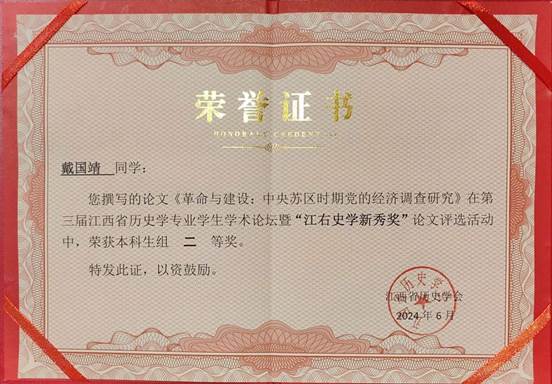 荣誉证书
戴国靖 同学：
您撰写的论文《革命与建设：中央苏区时期党的经济调查研究》在第
三届江西省历史学专业学生学术论坛暨“江右史学新秀奖”论文评选活动
中，荣获本科生组 二 等奖。
特发此证，以资鼓励。
江西省历史学会
2024年6月